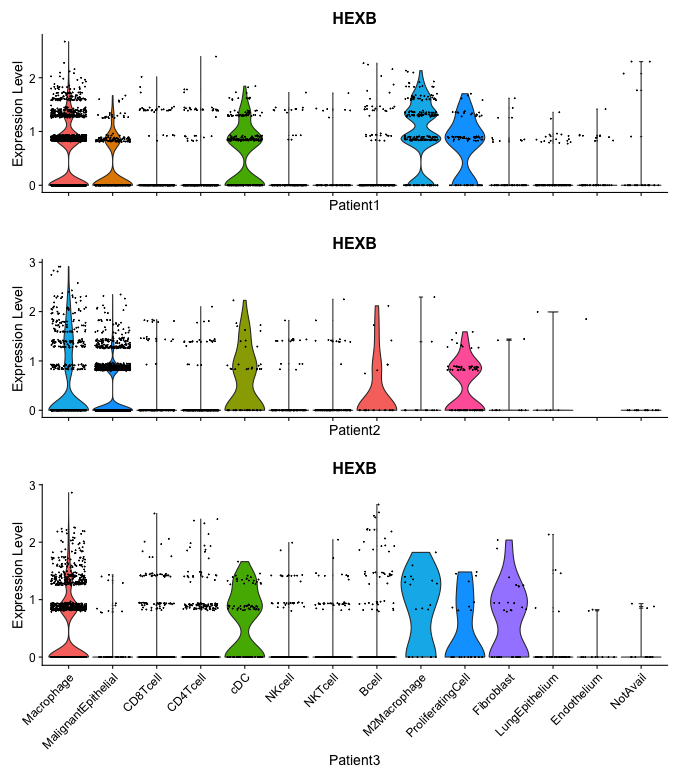 HEXB
Expression Level
2
1
0
Patient1
HEXB
Expression Level
3
2
1
0
Patient2
HEXB
Expression Level
3
2
1
0
Macrophage
MalignantEpithelial
CD8Tcell
CD4Tcell
cDC
NKcell
NKTcell
Bcell
M2Macrophage
ProliferatingCell
Fibroblast
LungEpithelium
Endothelium
NotAvail
Patient3